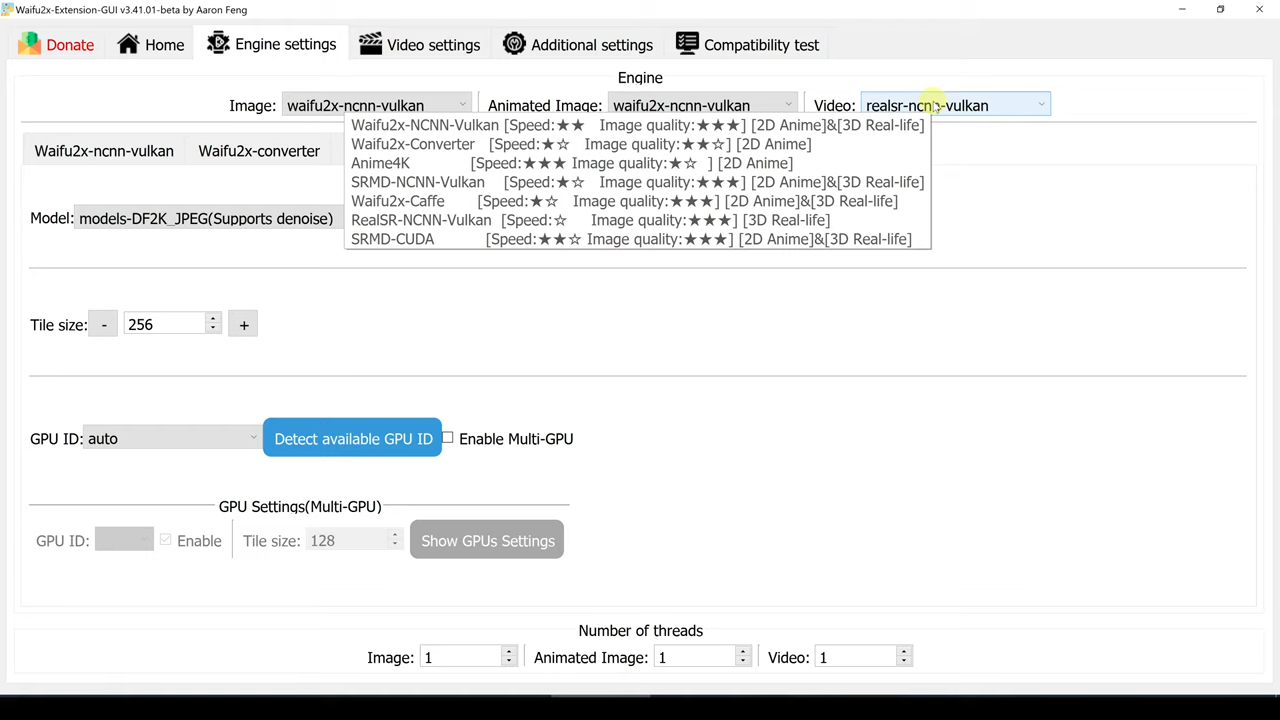 Waifu2x-Extension-GUI v3.41.01-beta by Aaron Feng
Donate Home Engine settings Video settings Additional settings Compatibility test
Engine
Image: waifu2x-ncnn-vulkan Animated Image: waifu2x-ncnn-vulkan Video: realsr-ncnn-vulkan
Waifu2x-NCNN-Vulkan [Speed:★★ Image quality:★★★] [2D Anime]&[3D Real-life]
Waifu2x-Converter [Speed:★☆ Image quality:★★☆] [2D Anime]
Anime4K [Speed:★★★ Image quality:★☆ ] [2D Anime]
SRMD-NCNN-Vulkan [Speed:★☆ Image quality:★★★] [2D Anime]&[3D Real-life]
Waifu2x-Caffe [Speed:★☆ Image quality:★★★] [2D Anime]&[3D Real-life]
RealSR-NCNN-Vulkan [Speed:☆ Image quality:★★★] [3D Real-life]
SRMD-CUDA [Speed:★★☆ Image quality:★★★] [2D Anime]&[3D Real-life]
Waifu2x-ncnn-vulkan Waifu2x-converter
Model: models-DF2K_JPEG(Supports denoise)
Tile size: - 256 +
GPU ID: auto Detect available GPU ID Enable Multi-GPU
GPU Settings(Multi-GPU)
GPU ID: Enable Tile size: 128 Show GPUs Settings
Number of threads
Image: 1 Animated Image: 1 Video: 1